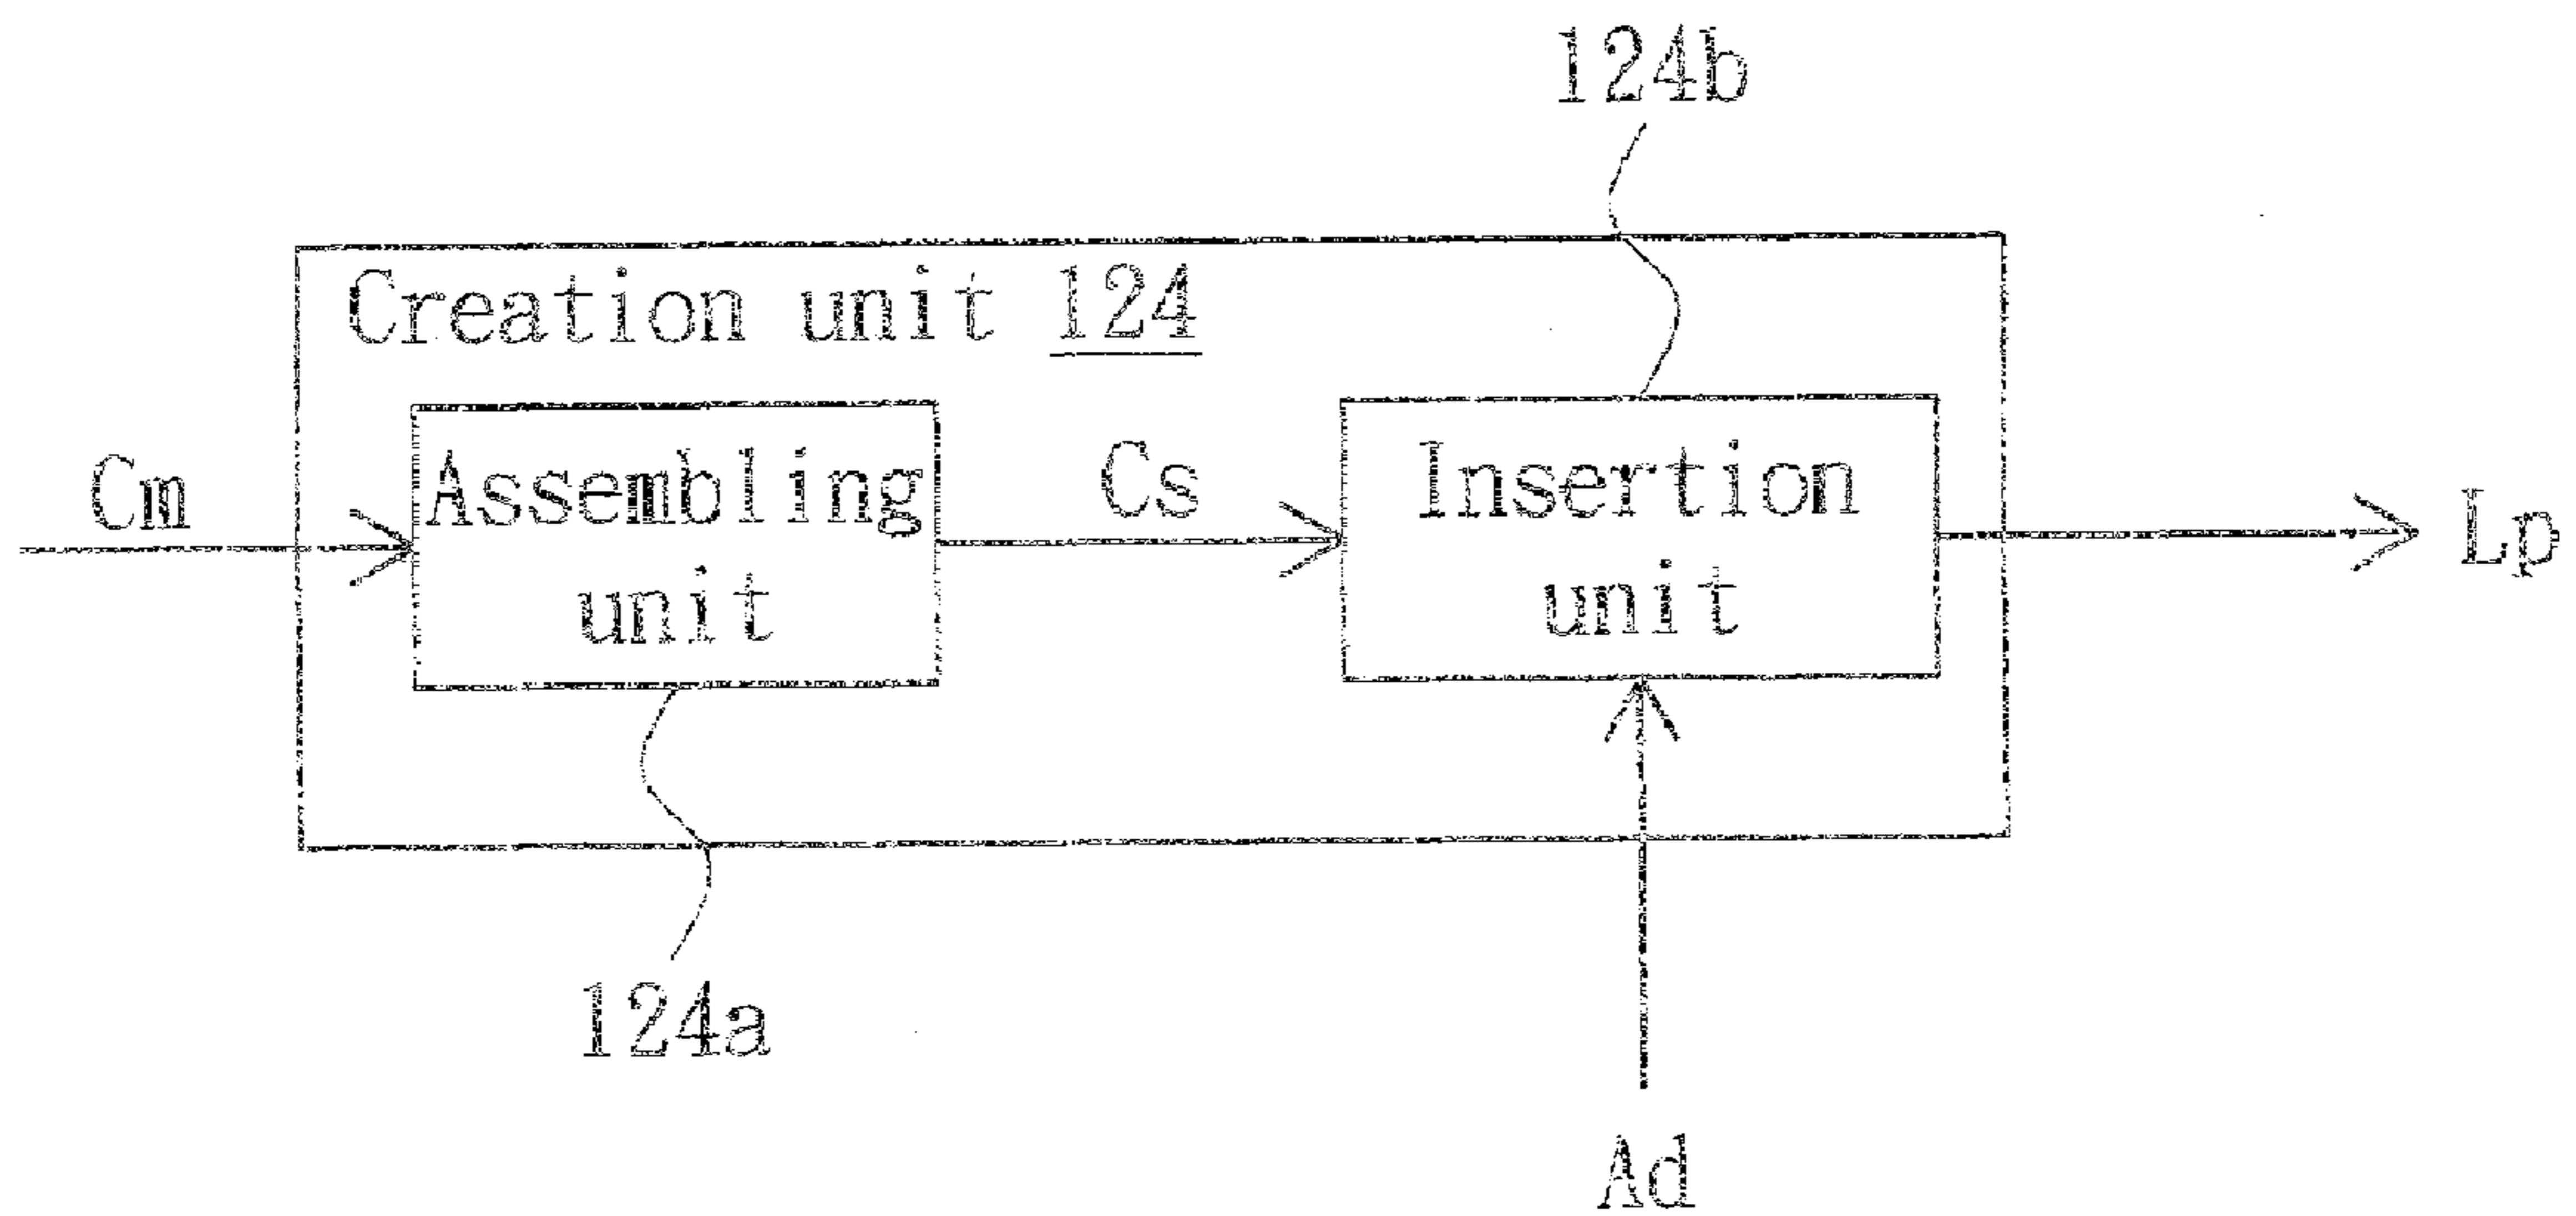 124b
Creation unit 124
Cm
Assembling
unit
Cs
Insertion
unit
Lp
124a
Ad